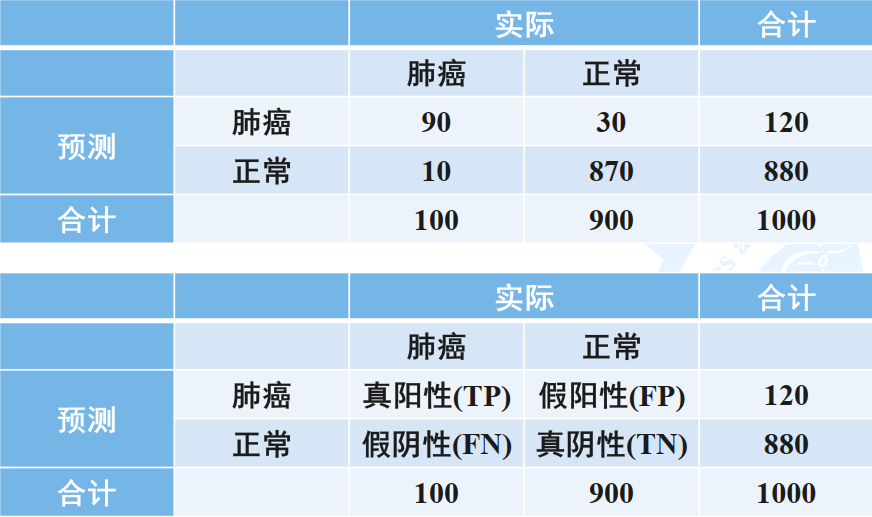 实际 合计
肺癌 正常
预测 肺癌 90 30 120
正常 10 870 880
合计 100 900 1000
实际 合计
肺癌 正常
预测 肺癌 真阳性(TP) 假阳性(FP) 120
正常 假阴性(FN) 真阴性(TN) 880
合计 100 900 1000